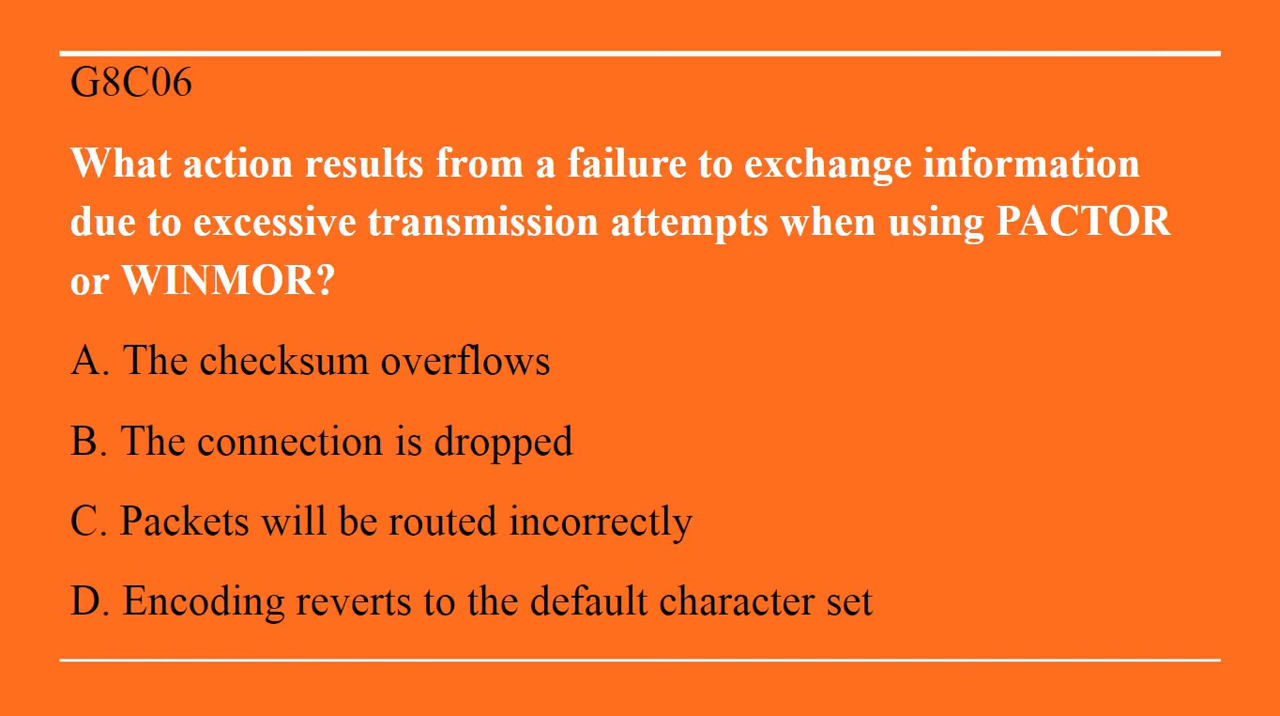 G8C06
What action results from a failure to exchange information
due to excessive transmission attempts when using PACTOR
or WINMOR?
A. The checksum overflows
B. The connection is dropped
C. Packets will be routed incorrectly
D. Encoding reverts to the default character set